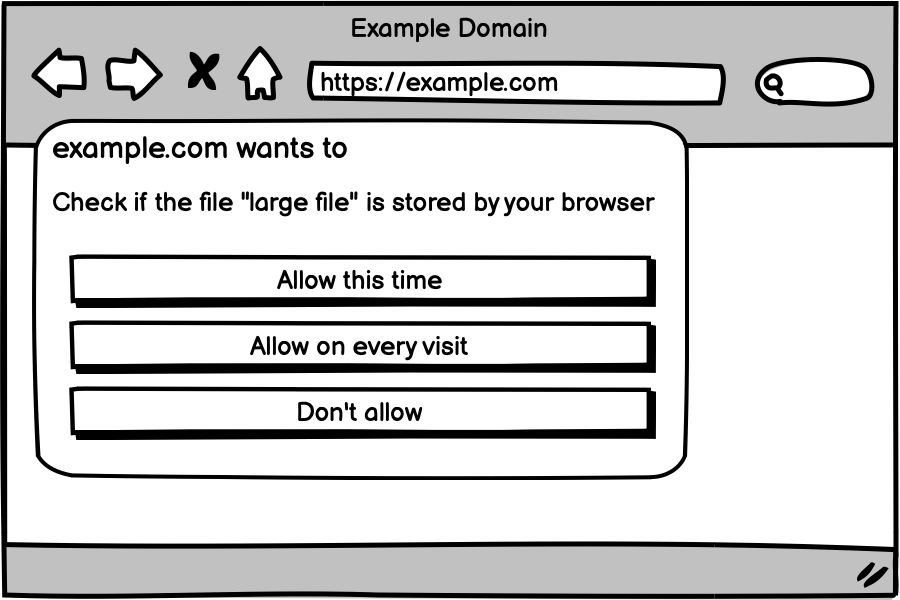 Example Domain
https://example.com
example.com wants to
Check if the file "large file" is stored by your browser
Allow this time
Allow on every visit
Don't allow